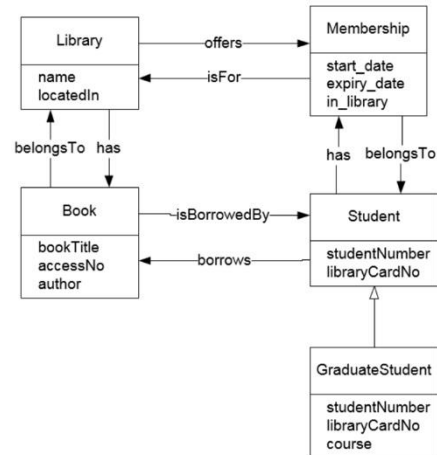 Library
offers
Membership
name
locatedIn
isFor
start_date
expiry_date
in_library
belongsTo
has
has
belongsTo
Book
isBorrowedBy
Student
bookTitle
accessNo
author
borrows
studentNumber
libraryCardNo
GraduateStudent
studentNumber
libraryCardNo
course